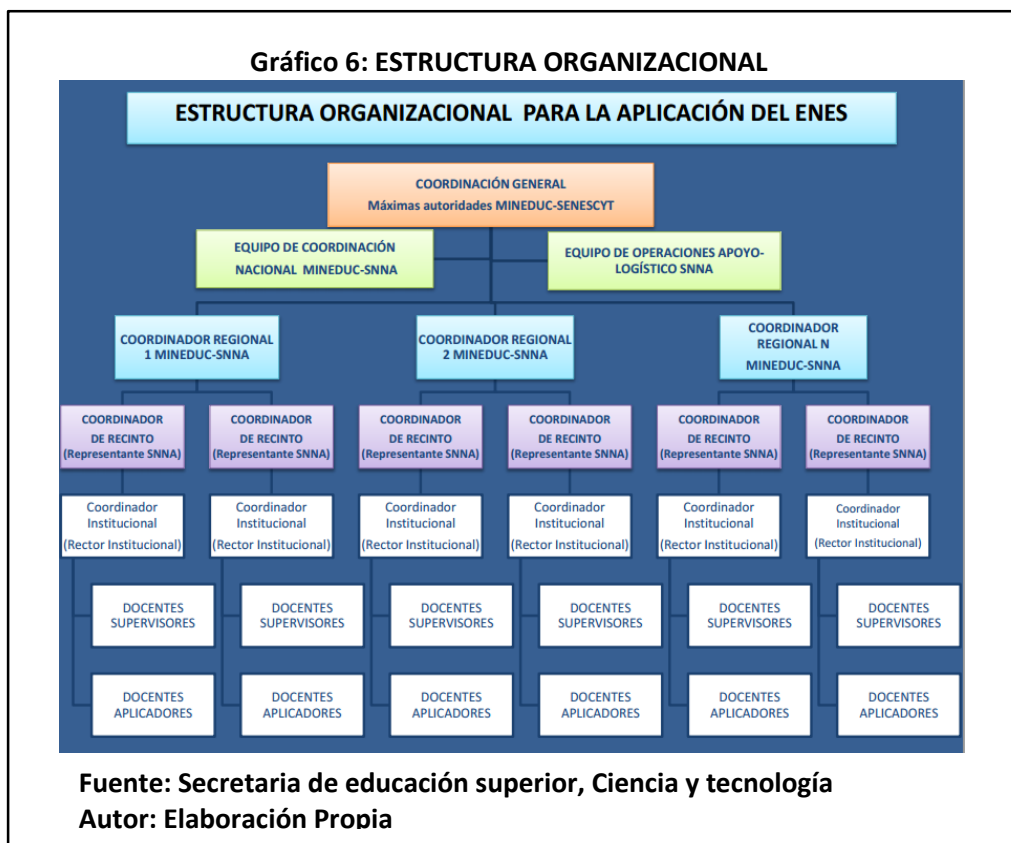 Gráfico 6: ESTRUCTURA ORGANIZACIONAL
ESTRUCTURA ORGANIZACIONAL PARA LA APLICACIÓN DEL ENES
COORDINACIÓN GENERAL
Máximas autoridades MINEDUC-SENESCYT
EQUIPO DE COORDINACIÓN
NACIONAL MINEDUC-SNNA
EQUIPO DE OPERACIONES APOYO-
LOGÍSTICO SNNA
COORDINADOR REGIONAL
1 MINEDUC-SNNA
COORDINADOR REGIONAL
2 MINEDUC-SNNA
COORDINADOR
REGIONAL N
MINEDUC-SNNA
COORDINADOR
DE RECINTO
(Representante SNNA)
COORDINADOR
DE RECINTO
(Representante SNNA)
COORDINADOR
DE RECINTO
(Representante SNNA)
COORDINADOR
DE RECINTO
(Representante SNNA)
COORDINADOR
DE RECINTO
(Representante SNNA)
COORDINADOR
DE RECINTO
(Representante SNNA)
Coordinador
Institucional
(Rector Institucional)
Coordinador
Institucional
(Rector Institucional)
Coordinador
Institucional
(Rector Institucional)
Coordinador
Institucional
(Rector Institucional)
Coordinador
Institucional
(Rector Institucional)
Coordinador
Institucional
(Rector Institucional)
DOCENTES
SUPERVISORES
DOCENTES
SUPERVISORES
DOCENTES
SUPERVISORES
DOCENTES
SUPERVISORES
DOCENTES
SUPERVISORES
DOCENTES
SUPERVISORES
DOCENTES
APLICADORES
DOCENTES
APLICADORES
DOCENTES
APLICADORES
DOCENTES
APLICADORES
DOCENTES
APLICADORES
DOCENTES
APLICADORES
Fuente: Secretaria de educación superior, Ciencia y tecnología
Autor: Elaboración Propia